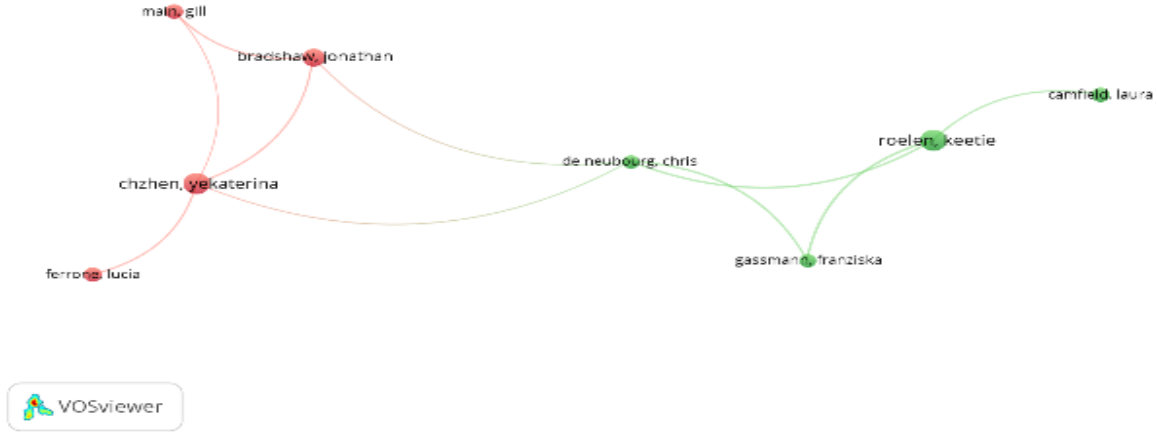 main, gill
bradshaw, jonathan
camfield, laura
roelen, keetie
de neubourg, chris
chzhen, yekaterina
gassmann, franziska
ferrone, lucia
VOSviewer